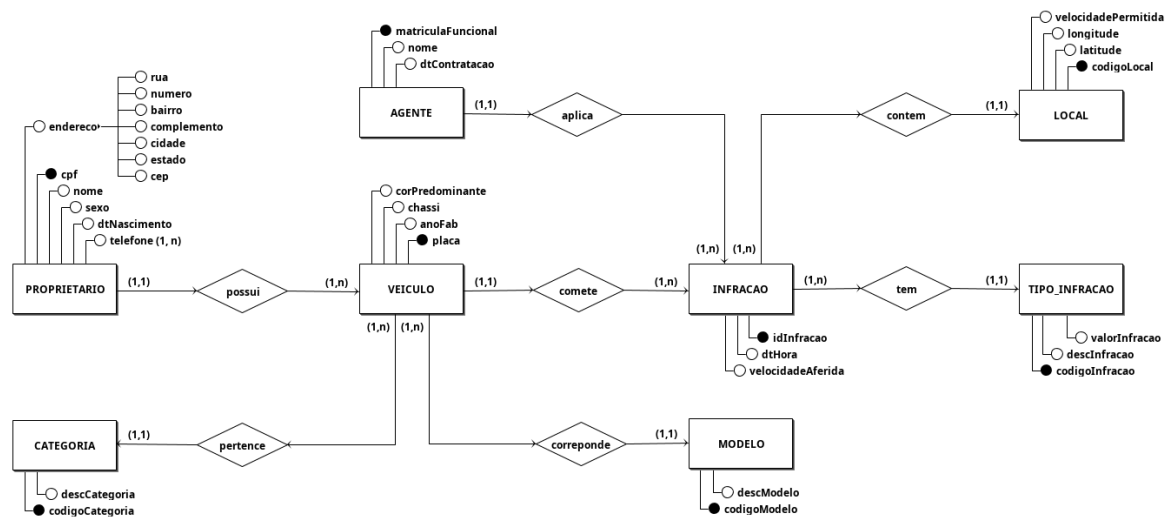 velocidadePermitida
longitude
latitude
codigoLocal
matriculaFuncional
nome
dtContratacao
AGENTE
(1,1)
aplica
contem
(1,1)
LOCAL
rua
numero
bairro
endereco
complemento
cidade
estado
cep
cpf
nome
sexo
dtNascimento
telefone (1, n)
corPredominante
chassi
anoFab
placa
(1,n)
(1,n)
PROPRIETARIO
(1,1)
possui
(1,n)
VEICULO
(1,1)
comete
(1,n)
INFRACAO
(1,n)
tem
(1,1)
TIPO_INFRACAO
(1,n)
(1,n)
idInfracao
dtHora
velocidadeAferida
valorInfracao
descInfracao
codigoInfracao
CATEGORIA
(1,1)
pertence
correponde
(1,1)
MODELO
descCategoria
codigoCategoria
descModelo
codigoModelo